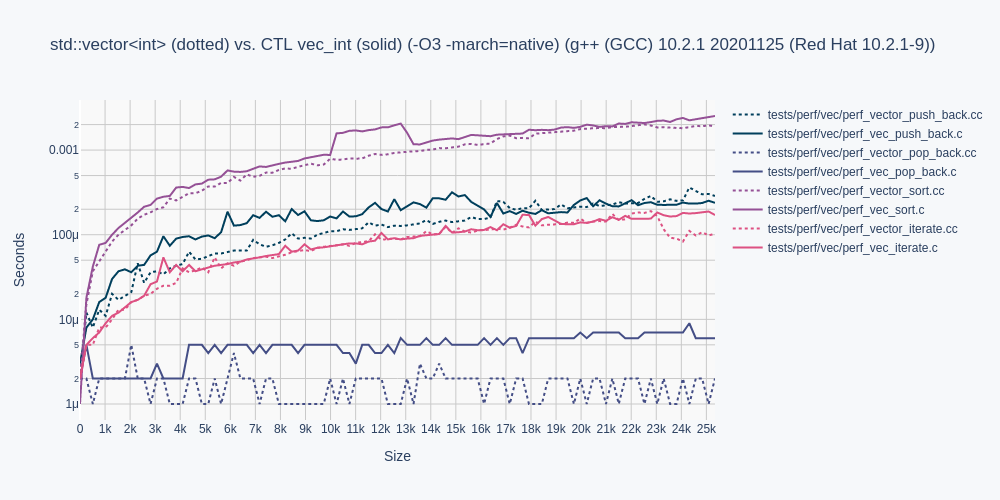 std::vector<int> (dotted) vs. CTL vec_int (solid) (-O3 -march=native) (g++ (GCC) 10.2.1 20201125 (Red Hat 10.2.1-9))
tests/perf/vec/perf_vector_push_back.cc
tests/perf/vec/perf_vec_push_back.c
tests/perf/vec/perf_vector_pop_back.cc
tests/perf/vec/perf_vec_pop_back.c
tests/perf/vec/perf_vector_sort.cc
tests/perf/vec/perf_vec_sort.c
tests/perf/vec/perf_vector_iterate.cc
tests/perf/vec/perf_vec_iterate.c
Seconds
2
0.001
5
2
100μ
5
2
10μ
5
2
1μ
0 1k 2k 3k 4k 5k 6k 7k 8k 9k 10k 11k 12k 13k 14k 15k 16k 17k 18k 19k 20k 21k 22k 23k 24k 25k
Size